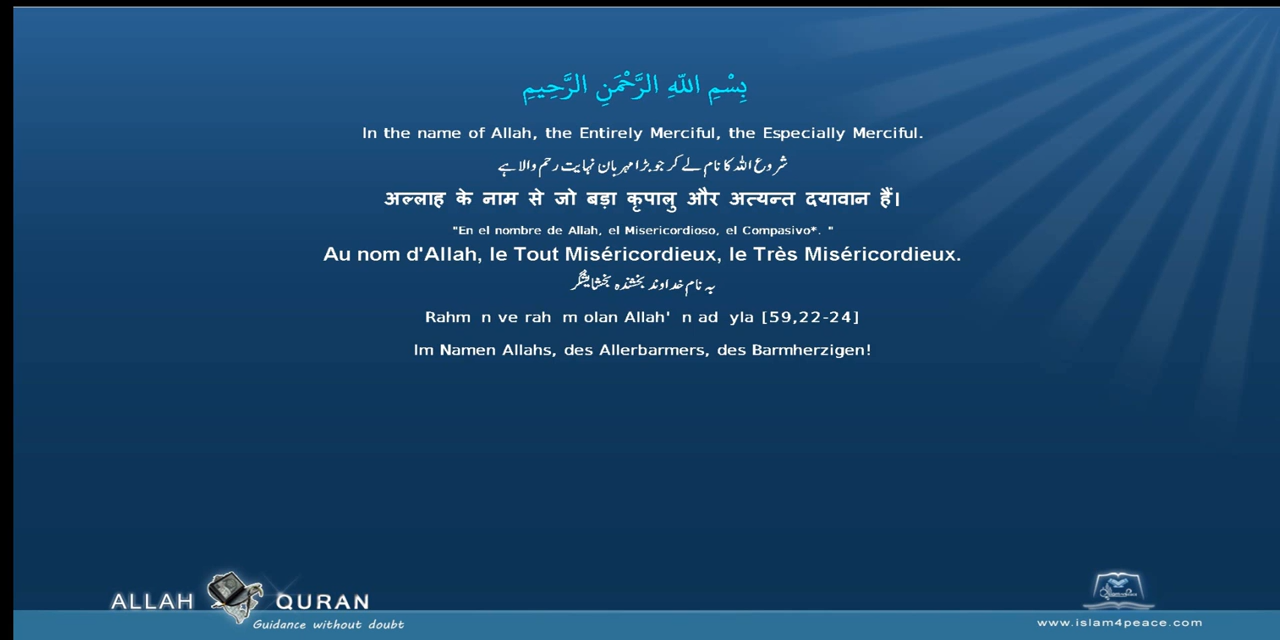 بِسْمِ اللَّهِ الرَّحْمَنِ الرَّحِيمِ
In the name of Allah, the Entirely Merciful, the Especially Merciful.
شروع الله کا نام لے کر جو بڑا مہربان نہایت رحم والا ہے
अल्लाह के नाम से जो बड़ा कृपालु और अत्यन्त दयावान हैं।
"En el nombre de Allah, el Misericordioso, el Compasivo*. "
Au nom d'Allah, le Tout Miséricordieux, le Très Miséricordieux.
به نام خداوند بخشنده بخشایشگر
Rahm n ve rah m olan Allah' n ad yla [59,22-24]
Im Namen Allahs, des Allerbarmers, des Barmherzigen!
ALLAH QURAN
Guidance without doubt
www.islam4peace.com